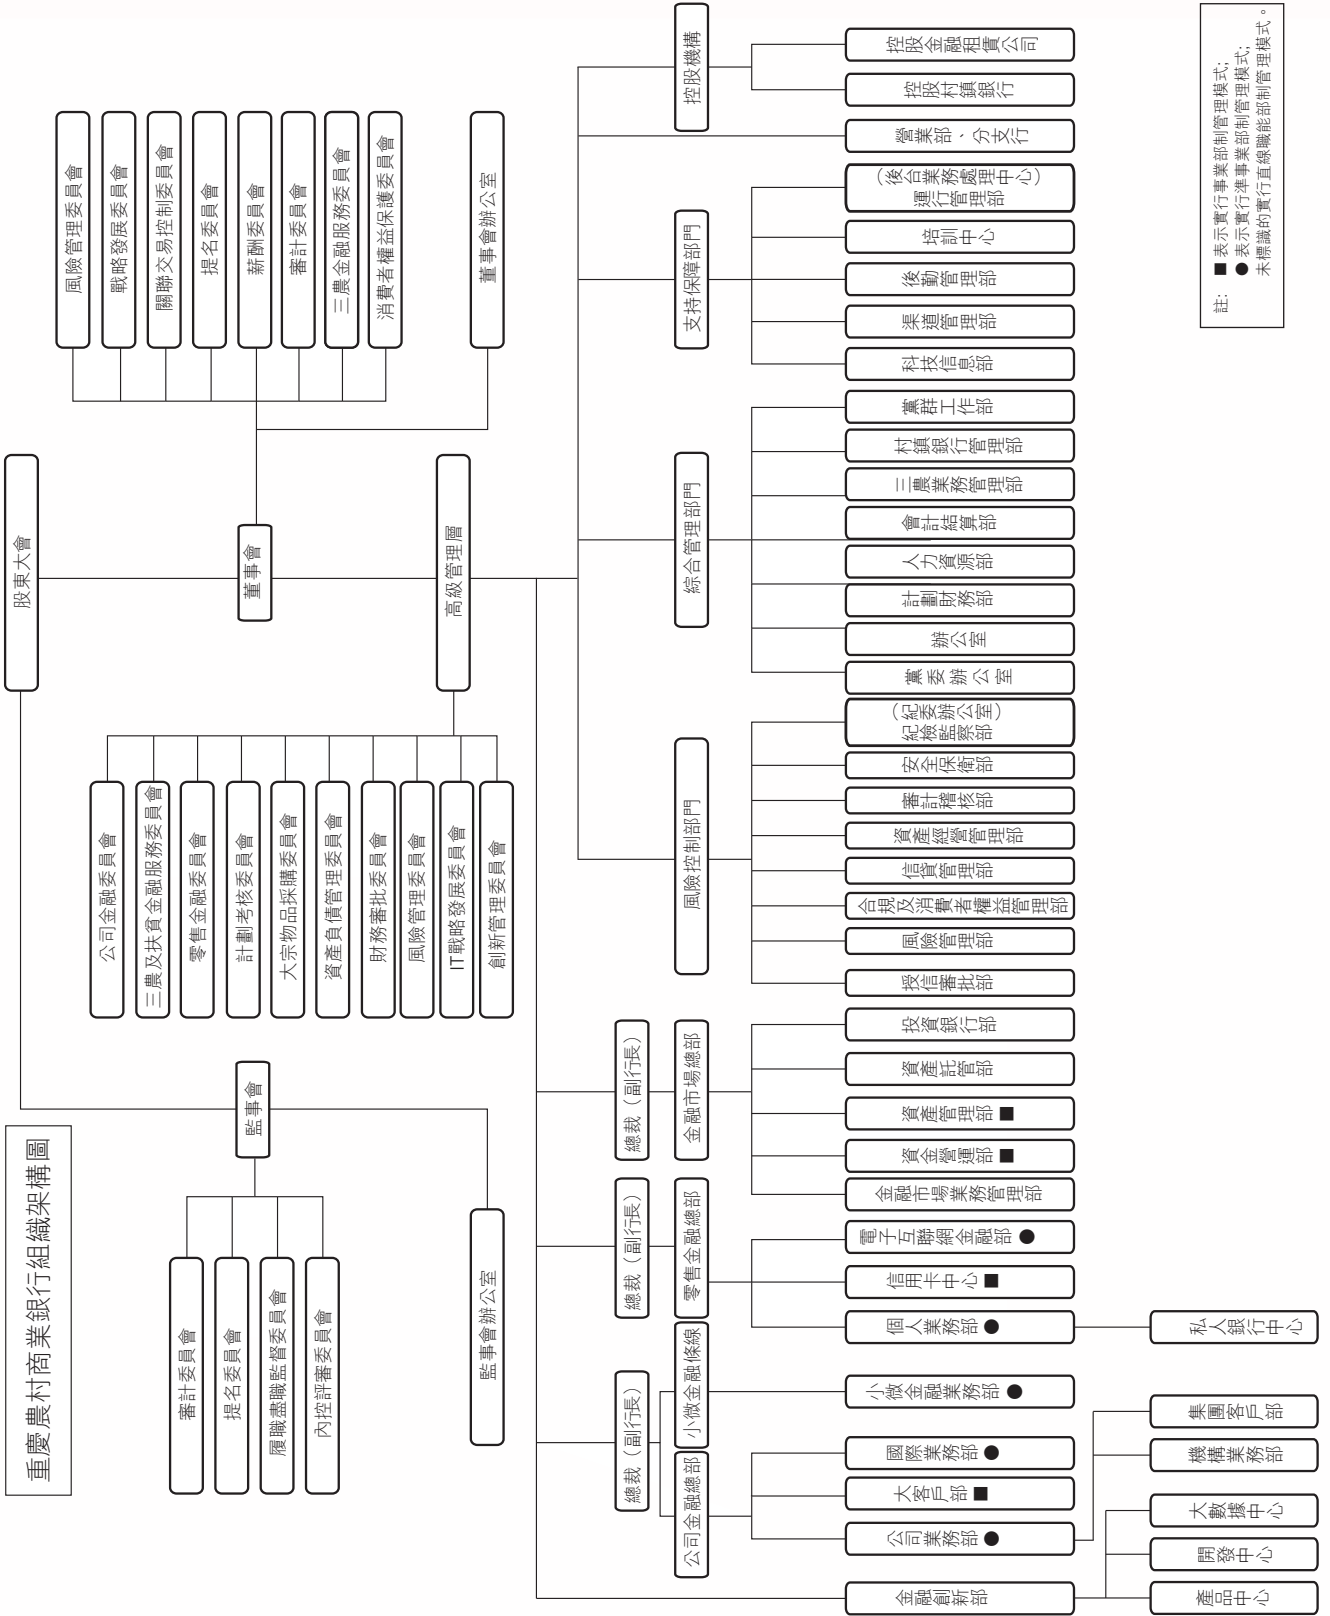 重慶農村商業銀行組織架構圖
股東大會
監事會
董事會
審計委員會
提名委員會
履職盡職監督委員會
內控評審委員會
監事會辦公室
風險管理委員會
戰略發展委員會
關聯交易控制委員會
提名委員會
薪酬委員會
審計委員會
三農金融服務委員會
消費者權益保護委員會
董事會辦公室
高級管理層
公司金融委員會
三農及扶貧金融服務委員會
零售金融委員會
計劃考核委員會
大宗物品採購委員會
資產負債管理委員會
財務審批委員會
風險管理委員會
IT戰略發展委員會
創新管理委員會
總裁（副行長）
總裁（副行長）
總裁（副行長）
公司金融總部
小微金融條線
零售金融總部
金融市場總部
風險控制部門
綜合管理部門
支持保障部門
控股機構
金融創新部
公司業務部●
大客戶部■
國際業務部●
小微金融業務部●
個人業務部●
信用卡中心■
電子互聯網金融部●
金融市場業務管理部
資金營運部■
資產管理部■
資產託管部
投資銀行部
授信審批部
風險管理部
合規及消費者權益管理部
信貸管理部
資產經營管理部
審計稽核部
安全保衛部
（紀委辦公室）
紀檢監察部
黨委辦公室
辦公室
計劃財務部
人力資源部
會計結算部
三農業務管理部
村鎮銀行管理部
黨群工作部
科技信息部
渠道管理部
後勤管理部
培訓中心
（後台業務處理中心）
運行管理部
營業部、分支行
控股村鎮銀行
控股金融租賃公司
產品中心
開發中心
大數據中心
機構業務部
集團客戶部
私人銀行中心
註: ■表示實行事業部制管理模式;
●表示實行準事業部制管理模式;
未標識的實行直線職能部制管理模式。